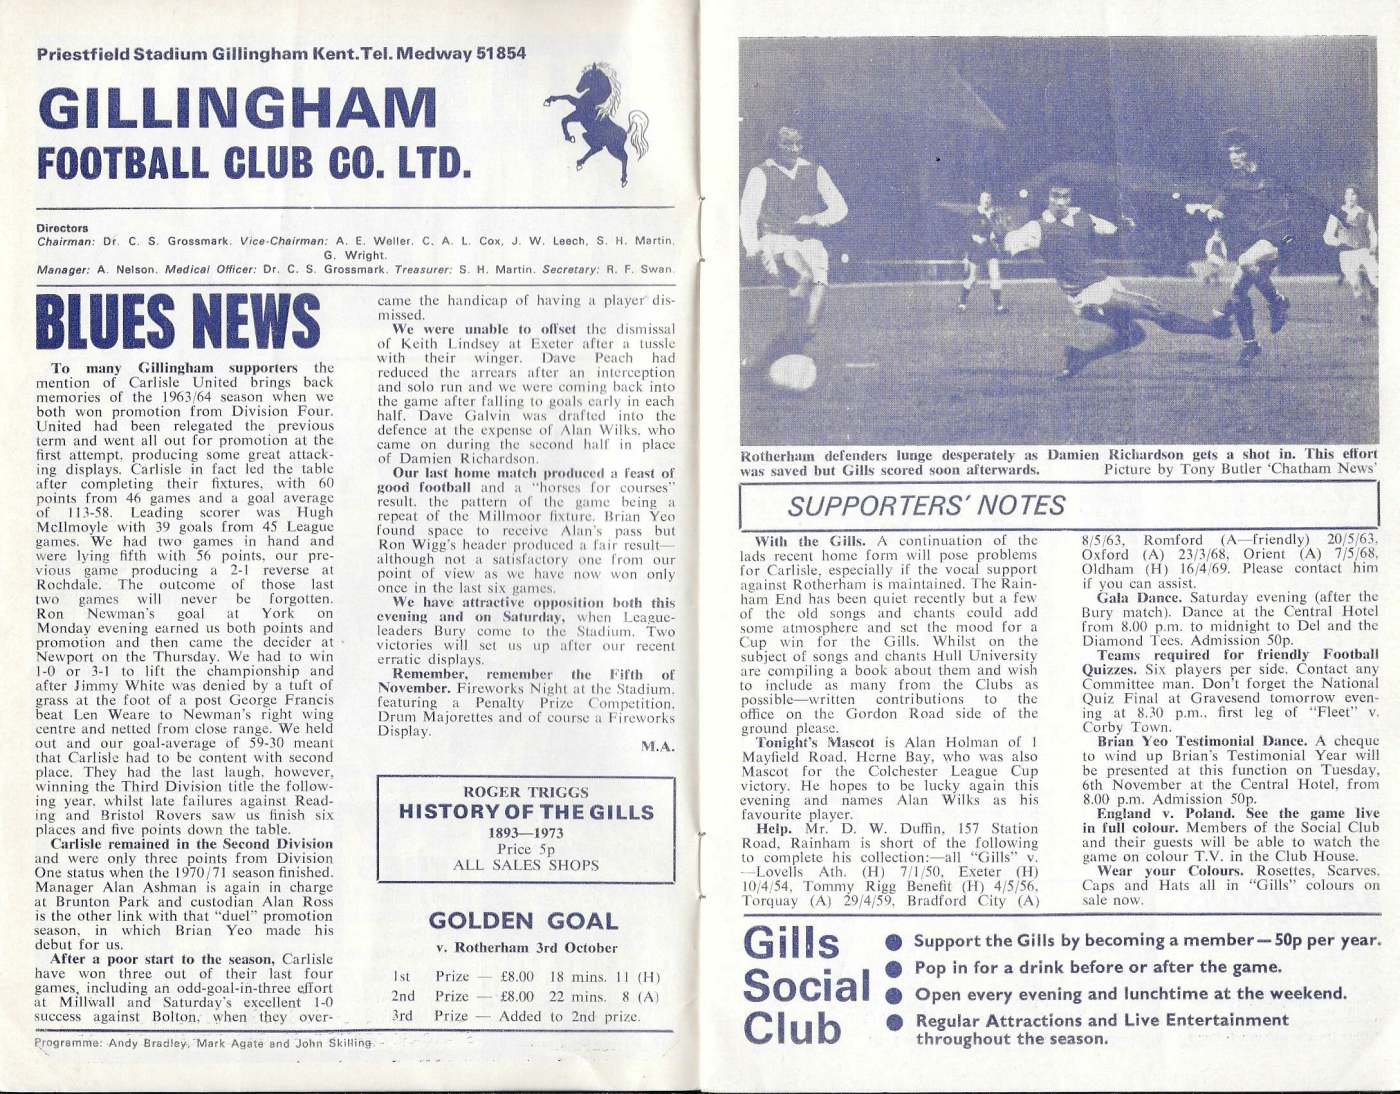 Priestfield Stadium Gillingham Kent. Tel. Medway 51854
GILLINGHAM
FOOTBALL CLUB CO. LTD.
Directors
Chairman: Dr. C. S. Grossmark. Vice-Chairman: A. E. Weller. C. A. L. Cox, J. W. Leech, S. H. Martin.
G. Wright.
Manager: A. Nelson. Medical Officer: Dr. C. S. Grossmark. Treasurer: S. H. Martin. Secretary: R. F. Swan.
BLUES NEWS
To many Gillingham supporters the
mention of Carlisle United brings back
memories of the 1963/64 season when we
both won promotion from Division Four.
United had been relegated the previous
term and went all out for promotion at the
first attempt, producing some great attack-
ing displays. Carlisle in fact led the table
after completing their fixtures, with 60
points from 46 games and a goal average
of 113-58. Leading scorer was Hugh
McIlmoyle with 39 goals from 45 League
games. We had two games in hand and
were lying fifth with 56 points, our pre-
vious game producing a 2-1 reverse at
Rochdale. The outcome of those last
two games will never be forgotten.
Ron Newman's goal at York on
Monday evening earned us both points and
promotion and then came the decider at
Newport on the Thursday. We had to win
1-0 or 3-1 to lift the championship and
after Jimmy White was denied by a tuft of
grass at the foot of a post George Francis
beat Len Weare to Newman's right wing
centre and netted from close range. We held
out and our goal-average of 59-30 meant
that Carlisle had to be content with second
place. They had the last laugh, however,
winning the Third Division title the follow-
ing year, whilst late failures against Read-
ing and Bristol Rovers saw us finish six
places and five points down the table.
Carlisle remained in the Second Division
and were only three points from Division
One status when the 1970/71 season finished.
Manager Alan Ashman is again in charge
at Brunton Park and custodian Alan Ross
is the other link with that "duel" promotion
season, in which Brian Yeo made his
debut for us.
After a poor start to the season, Carlisle
have won three out of their last four
games, including an odd-goal-in-three effort
at Millwall and Saturday's excellent 1-0
success against Bolton, when they over-
came the handicap of having a player dis-
missed.
We were unable to offset the dismissal
of Keith Lindsey at Exeter after a tussle
with their winger. Dave Peach had
reduced the arrears after an interception
and solo run and we were coming back into
the game after falling to goals early in each
half. Dave Galvin was drafted into the
defence at the expense of Alan Wilks, who
came on during the second half in place
of Damien Richardson.
Our last home match produced a feast of
good football and a "horses for courses"
result, the pattern of the game being a
repeat of the Millmoor fixture. Brian Yeo
found space to receive Alan's pass but
Ron Wigg's header produced a fair result—
although not a satisfactory one from our
point of view as we have now won only
once in the last six games.
We have attractive opposition both this
evening and on Saturday, when League-
leaders Bury come to the Stadium. Two
victories will set us up after our recent
erratic displays.
Remember, remember the Fifth of
November. Fireworks Night at the Stadium,
featuring a Penalty Prize Competition,
Drum Majorettes and of course a Fireworks
Display.
M.A.
ROGER TRIGGS
HISTORY OF THE GILLS
1893—1973
Price 5p
ALL SALES SHOPS
GOLDEN GOAL
v. Rotherham 3rd October
1st Prize — £8.00 18 mins. 11 (H)
2nd Prize — £8.00 22 mins. 8 (A)
3rd Prize — Added to 2nd prize.
Programme: Andy Bradley, Mark Agate and John Skilling.
Rotherham defenders lunge desperately as Damien Richardson gets a shot in. This effort
was saved but Gills scored soon afterwards. Picture by Tony Butler 'Chatham News'
SUPPORTERS' NOTES
With the Gills. A continuation of the
lads recent home form will pose problems
for Carlisle, especially if the vocal support
against Rotherham is maintained. The Rain-
ham End has been quiet recently but a few
of the old songs and chants could add
some atmosphere and set the mood for a
Cup win for the Gills. Whilst on the
subject of songs and chants Hull University
are compiling a book about them and wish
to include as many from the Clubs as
possible—written contributions to the
office on the Gordon Road side of the
ground please.
Tonight's Mascot is Alan Holman of 1
Mayfield Road, Herne Bay, who was also
Mascot for the Colchester League Cup
victory. He hopes to be lucky again this
evening and names Alan Wilks as his
favourite player.
Help. Mr. D. W. Duffin, 157 Station
Road, Rainham is short of the following
to complete his collection:—all "Gills" v.
—Lovells Ath. (H) 7/1/50, Exeter (H)
10/4/54, Tommy Rigg Benefit (H) 4/5/56,
Torquay (A) 29/4/59, Bradford City (A)
8/5/63, Romford (A—friendly) 20/5/63,
Oxford (A) 23/3/68, Orient (A) 7/5/68,
Oldham (H) 16/4/69. Please contact him
if you can assist.
Gala Dance. Saturday evening (after the
Bury match). Dance at the Central Hotel
from 8.00 p.m. to midnight to Del and the
Diamond Tees. Admission 50p.
Teams required for friendly Football
Quizzes. Six players per side. Contact any
Committee man. Don't forget the National
Quiz Final at Gravesend tomorrow even-
ing at 8.30 p.m., first leg of "Fleet" v.
Corby Town.
Brian Yeo Testimonial Dance. A cheque
to wind up Brian's Testimonial Year will
be presented at this function on Tuesday,
6th November at the Central Hotel, from
8.00 p.m. Admission 50p.
England v. Poland. See the game live
in full colour. Members of the Social Club
and their guests will be able to watch the
game on colour T.V. in the Club House.
Wear your Colours. Rosettes, Scarves,
Caps and Hats all in "Gills" colours on
sale now.
Gills
Social
Club
● Support the Gills by becoming a member—50p per year.
● Pop in for a drink before or after the game.
● Open every evening and lunchtime at the weekend.
● Regular Attractions and Live Entertainment
throughout the season.